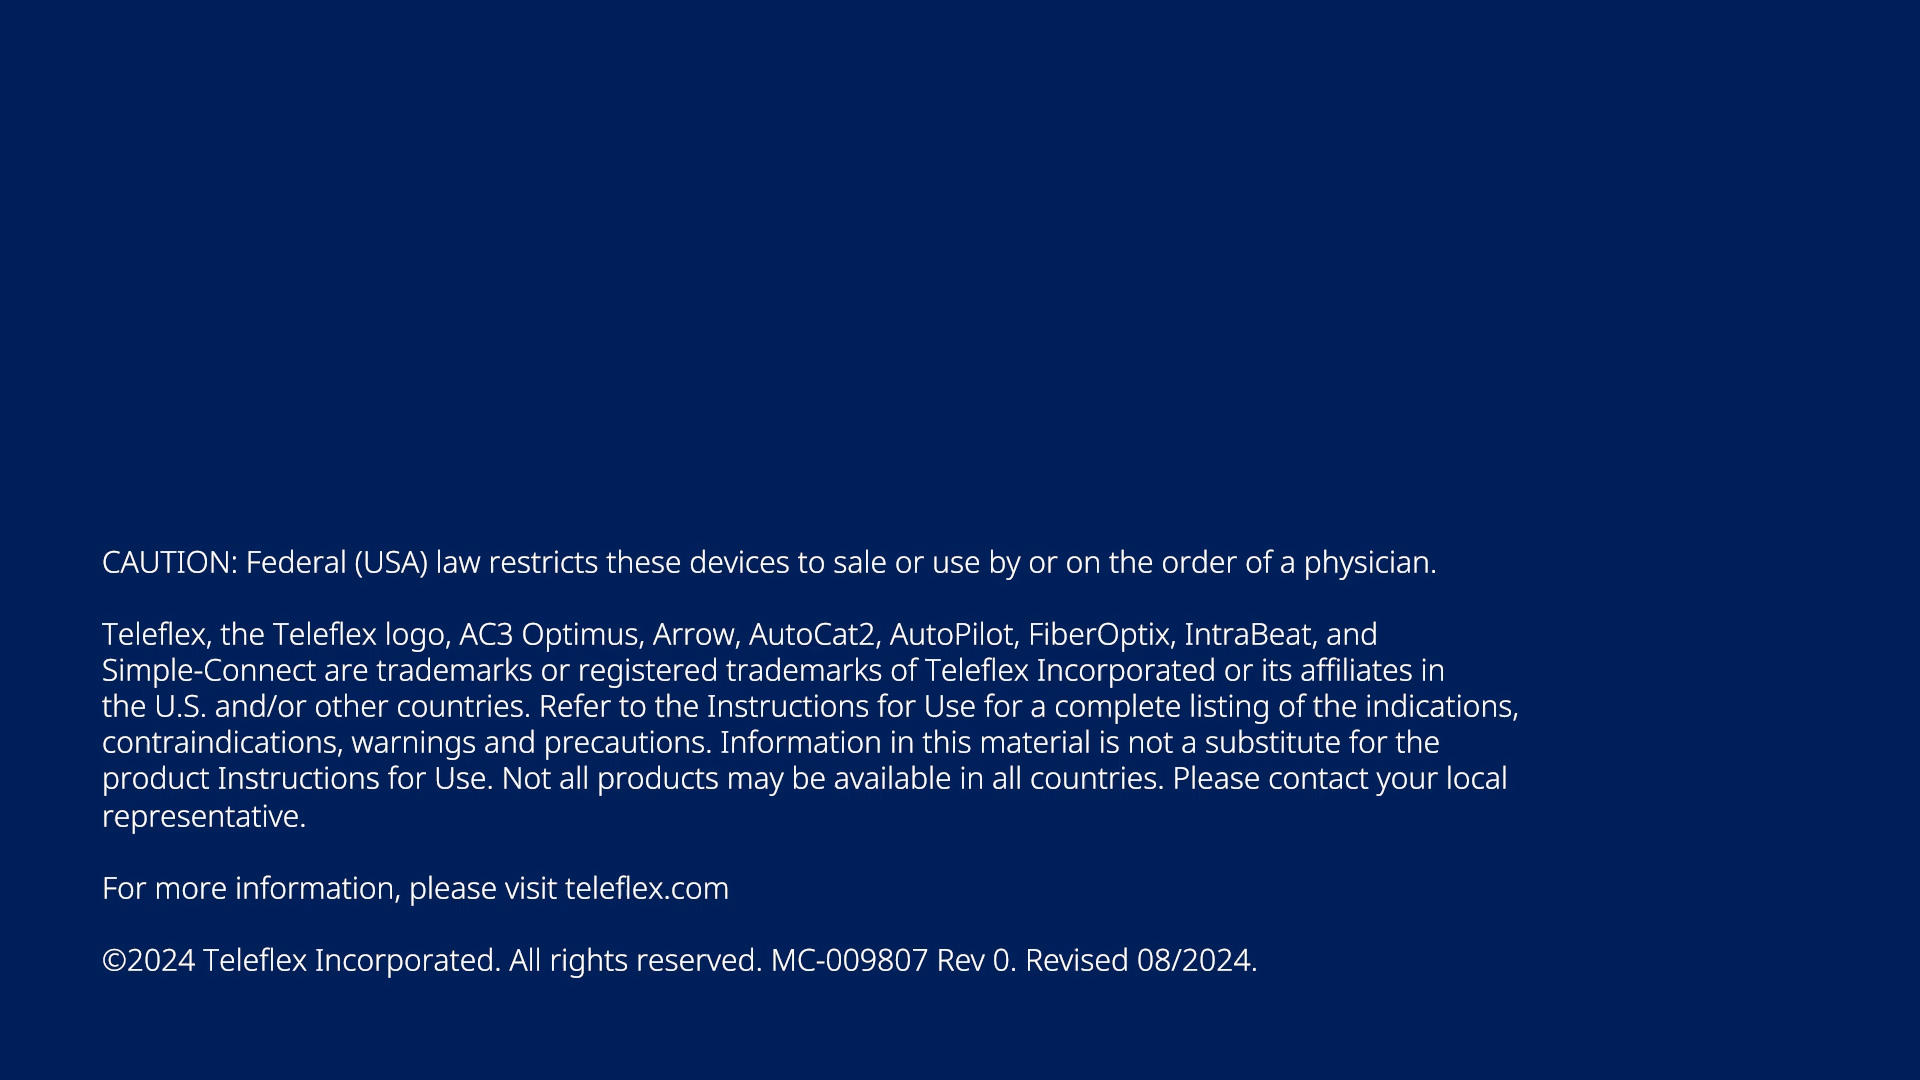 CAUTION: Federal (USA) law restricts these devices to sale or use by or on the order of a physician.
Teleflex, the Teleflex logo, AC3 Optimus, Arrow, AutoCat2, AutoPilot, FiberOptix, IntraBeat, and
Simple-Connect are trademarks or registered trademarks of Teleflex Incorporated or its affiliates in
the U.S. and/or other countries. Refer to the Instructions for Use for a complete listing of the indications,
contraindications, warnings and precautions. Information in this material is not a substitute for the
product Instructions for Use. Not all products may be available in all countries. Please contact your local
representative.
For more information, please visit teleflex.com
©2024 Teleflex Incorporated. All rights reserved. MC-009807 Rev 0. Revised 08/2024.